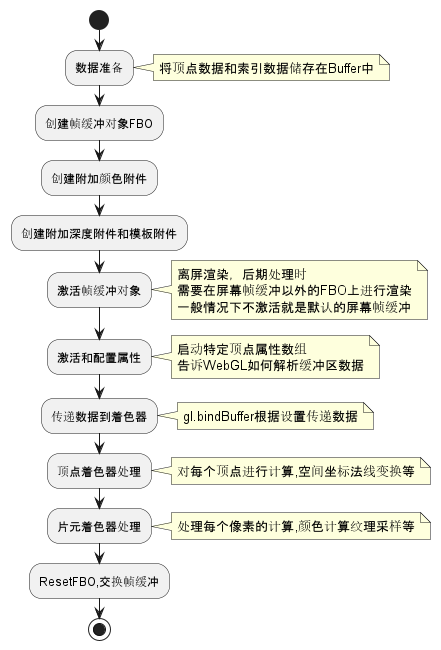 数据准备
将顶点数据和索引数据储存在Buffer中
创建帧缓冲对象FBO
创建附加颜色附件
创建附加深度附件和模板附件
激活帧缓冲对象
离屏渲染，后期处理时
需要在屏幕帧缓冲以外的FBO上进行渲染
一般情况下不激活就是默认的屏幕帧缓冲
激活和配置属性
启动特定顶点属性数组
告诉WebGL如何解析缓冲区数据
传递数据到着色器
gl.bindBuffer根据设置传递数据
顶点着色器处理
对每个顶点进行计算,空间坐标法线变换等
片元着色器处理
处理每个像素的计算,颜色计算纹理采样等
ResetFBO,交换帧缓冲